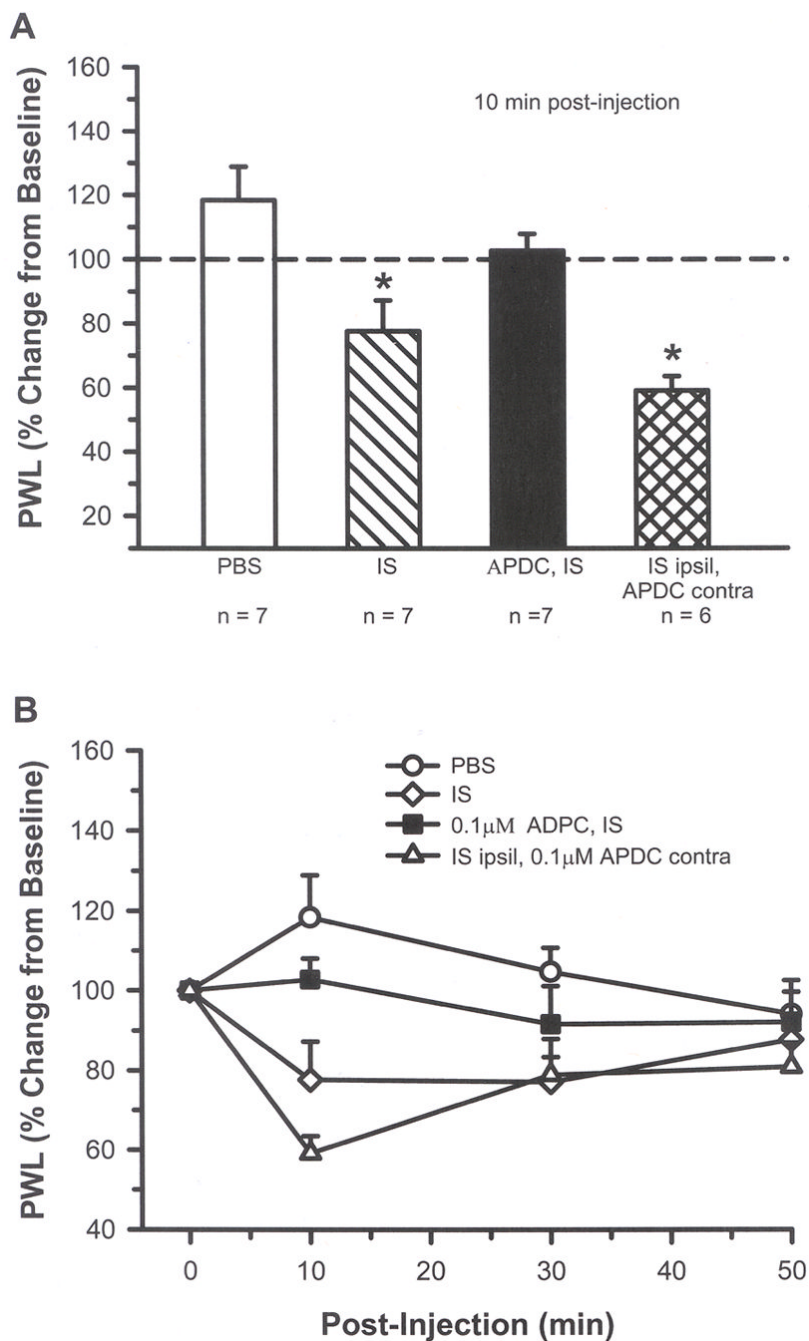 A
PWL (% Change from Baseline)
160
140
120
100
80
60
40
20
10 min post-injection
*
*
PBS
IS
APDC, IS
IS ipsil,
APDC contra
n = 7
n = 7
n =7
n = 6
B
PWL (% Change from Baseline)
160
140
120
100
80
60
40
PBS
IS
0.1µM ADPC, IS
IS ipsil, 0.1µM APDC contra
0
10
20
30
40
50
Post-Injection (min)